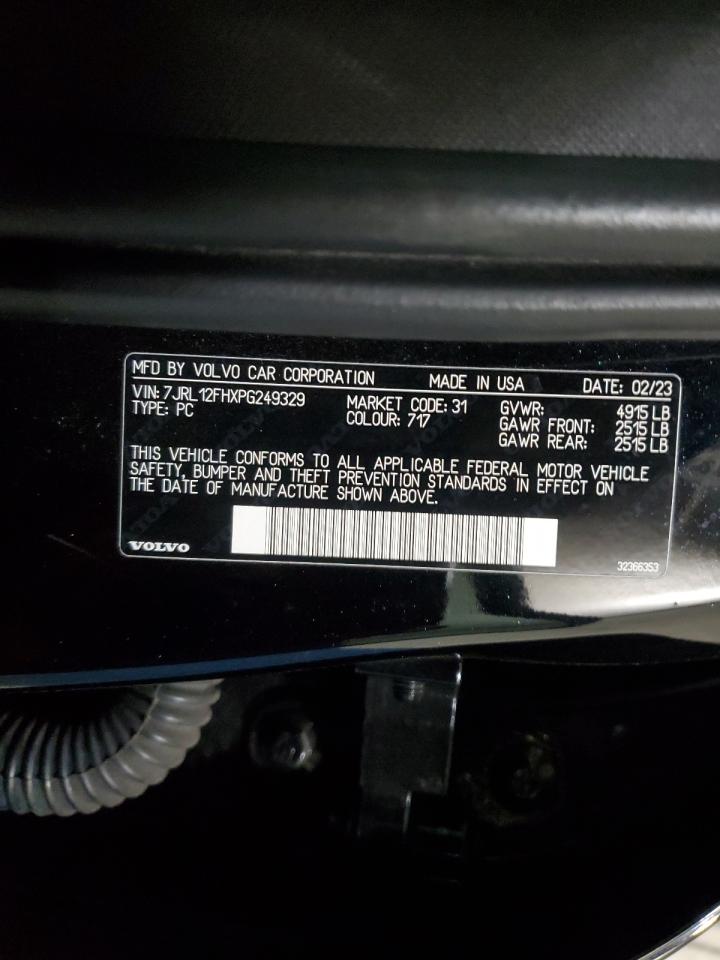 MFD BY VOLVO CAR CORPORATION MADE IN USA DATE: 02/23
VIN: 7JRL12FHXPG249329 MARKET CODE: 31 GVWR: 4915 LB
TYPE: PC COLOUR: 717 GAWR FRONT: 2515 LB
GAWR REAR: 2515 LB
THIS VEHICLE CONFORMS TO ALL APPLICABLE FEDERAL MOTOR VEHICLE
SAFETY, BUMPER AND THEFT PREVENTION STANDARDS IN EFFECT ON
THE DATE OF MANUFACTURE SHOWN ABOVE.
VOLVO 32366353